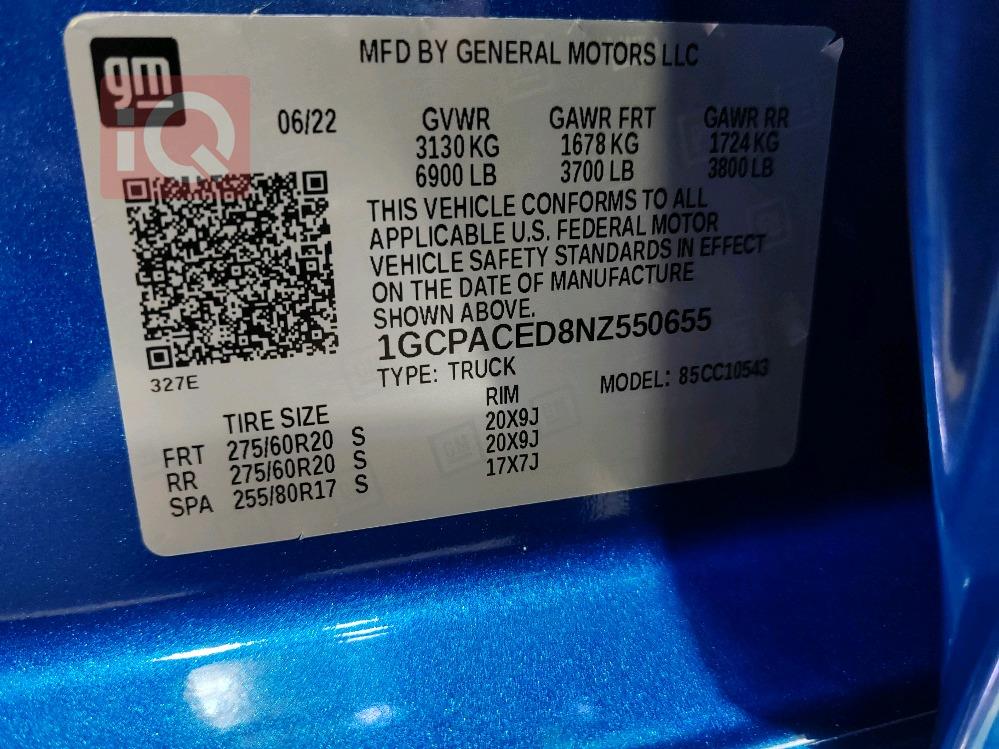 gm
iQ
MFD BY GENERAL MOTORS LLC
06/22 GVWR GAWR FRT GAWR RR
3130 KG 1678 KG 1724 KG
6900 LB 3700 LB 3800 LB
THIS VEHICLE CONFORMS TO ALL
APPLICABLE U.S. FEDERAL MOTOR
VEHICLE SAFETY STANDARDS IN EFFECT
ON THE DATE OF MANUFACTURE
SHOWN ABOVE.
1GCPACED8NZ550655
327E
TYPE: TRUCK MODEL: 85CC10543
TIRE SIZE RIM
FRT 275/60R20 S 20X9J
RR 275/60R20 S 20X9J
SPA 255/80R17 S 17X7J